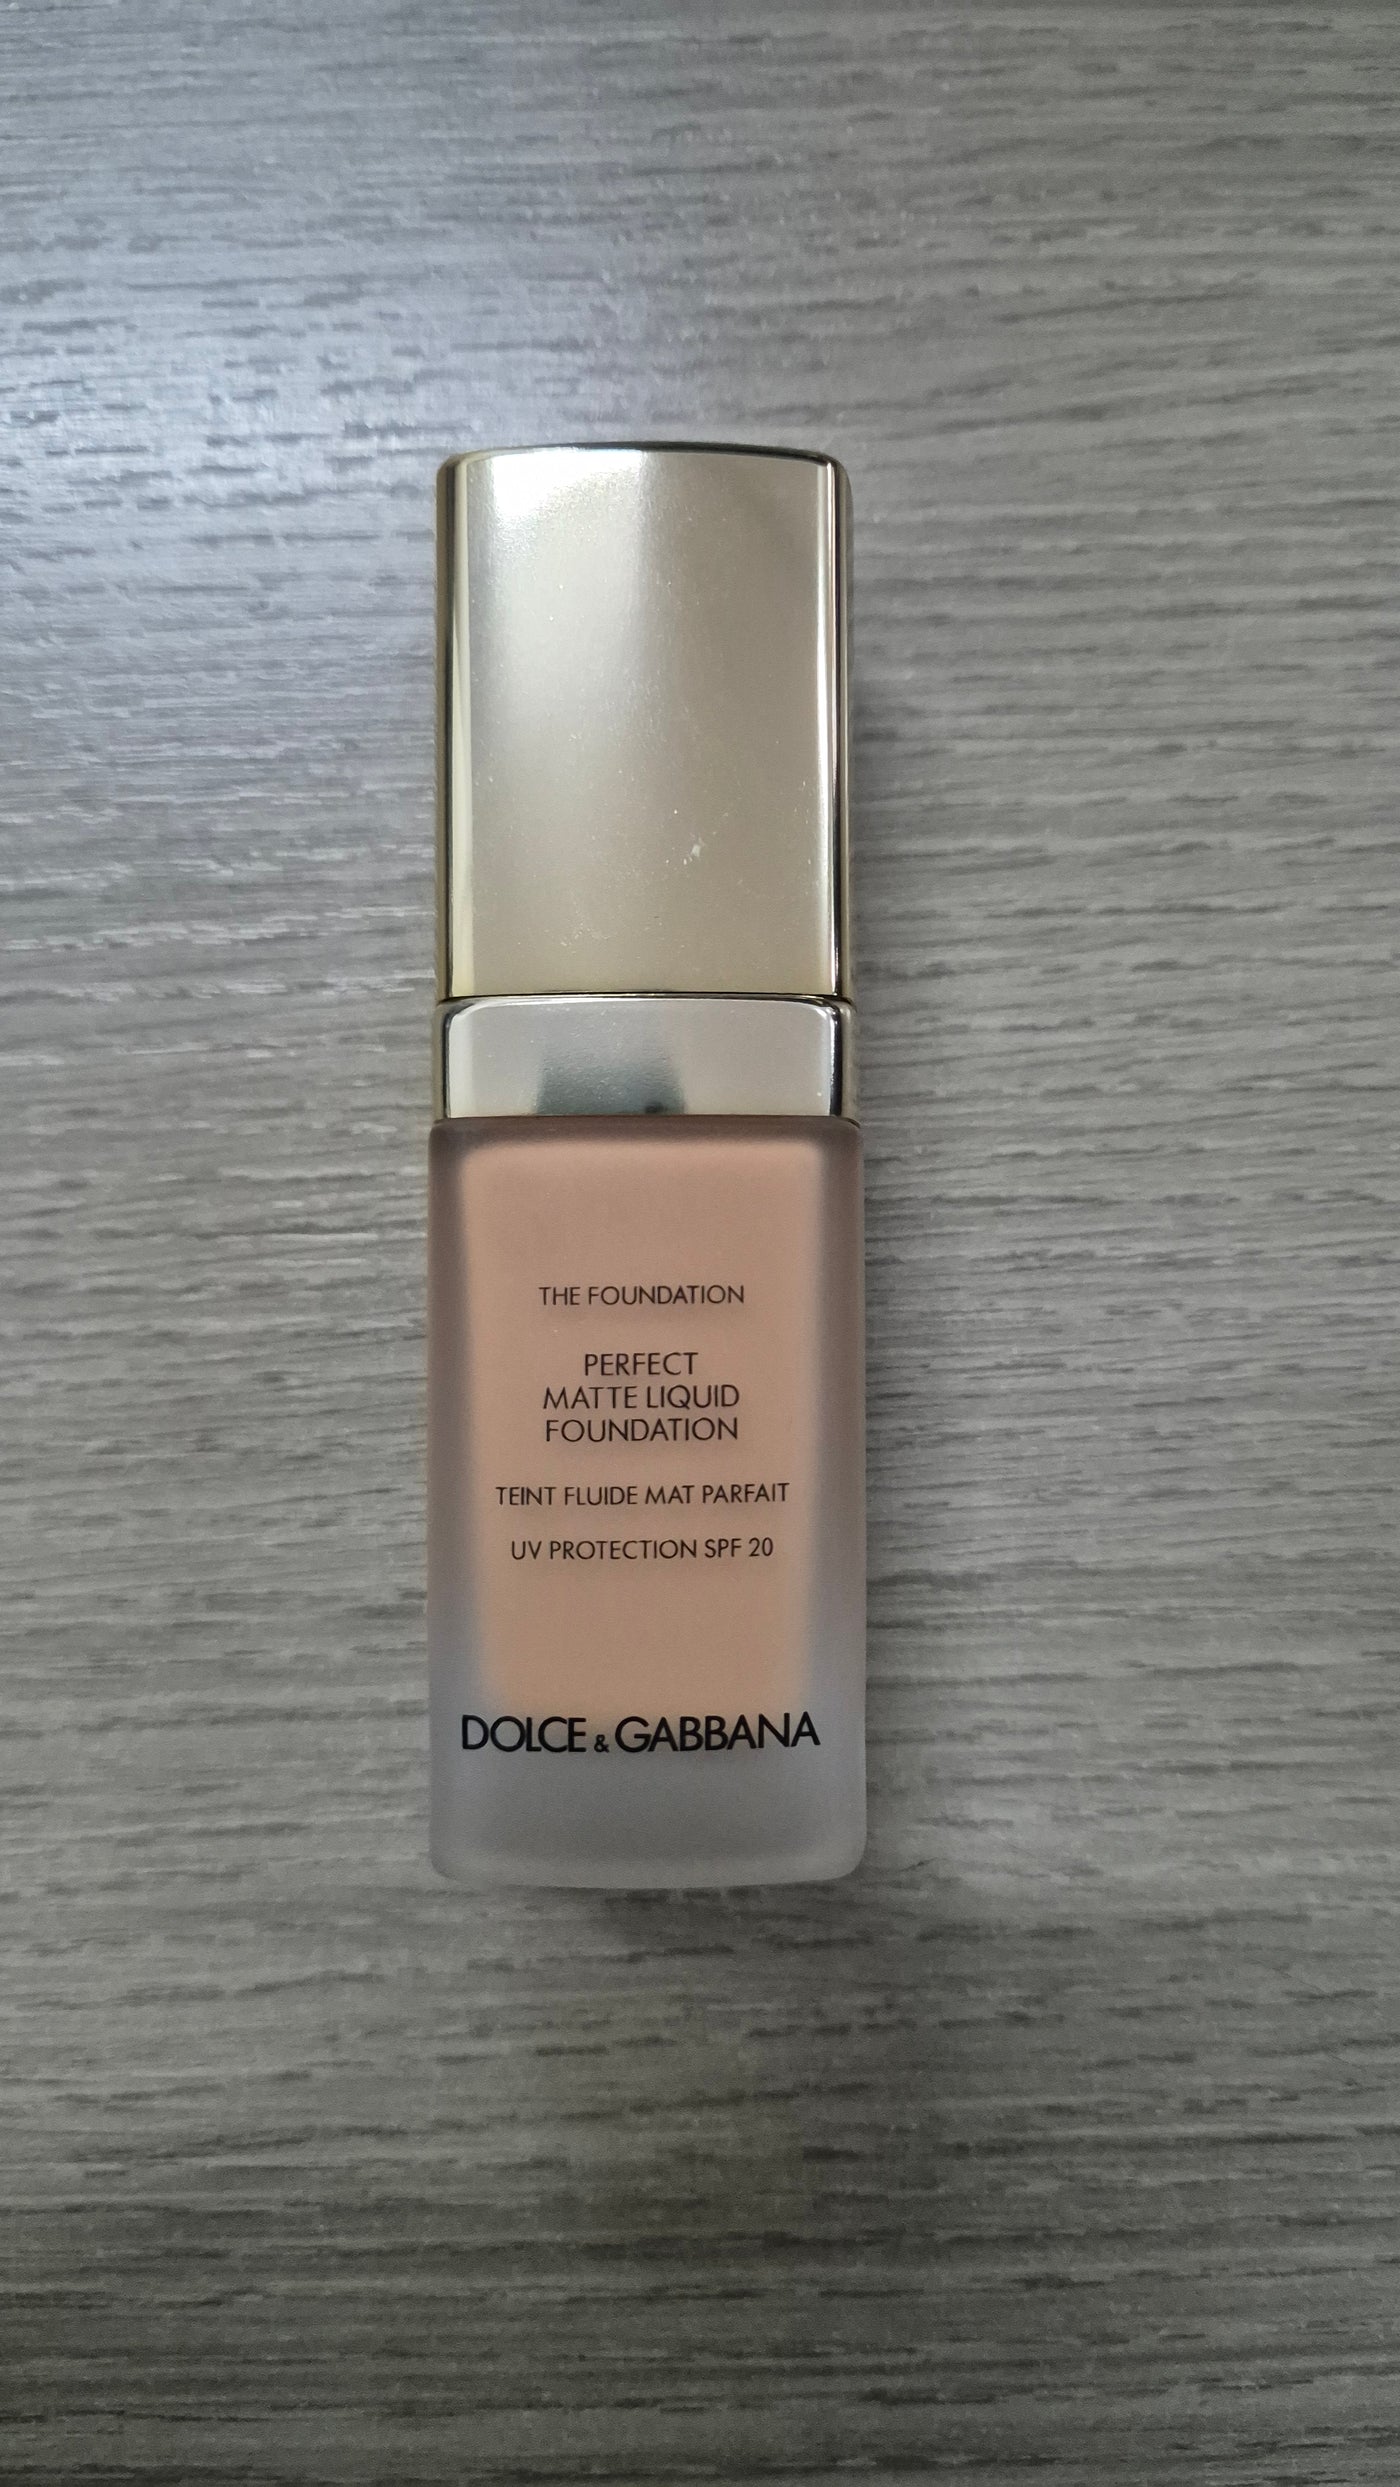 THE FOUNDATION
PERFECT
MATTE LIQUID
FOUNDATION
TEINT FLUIDE MAT PARFAIT
UV PROTECTION SPF 20
DOLCE & GABBANA